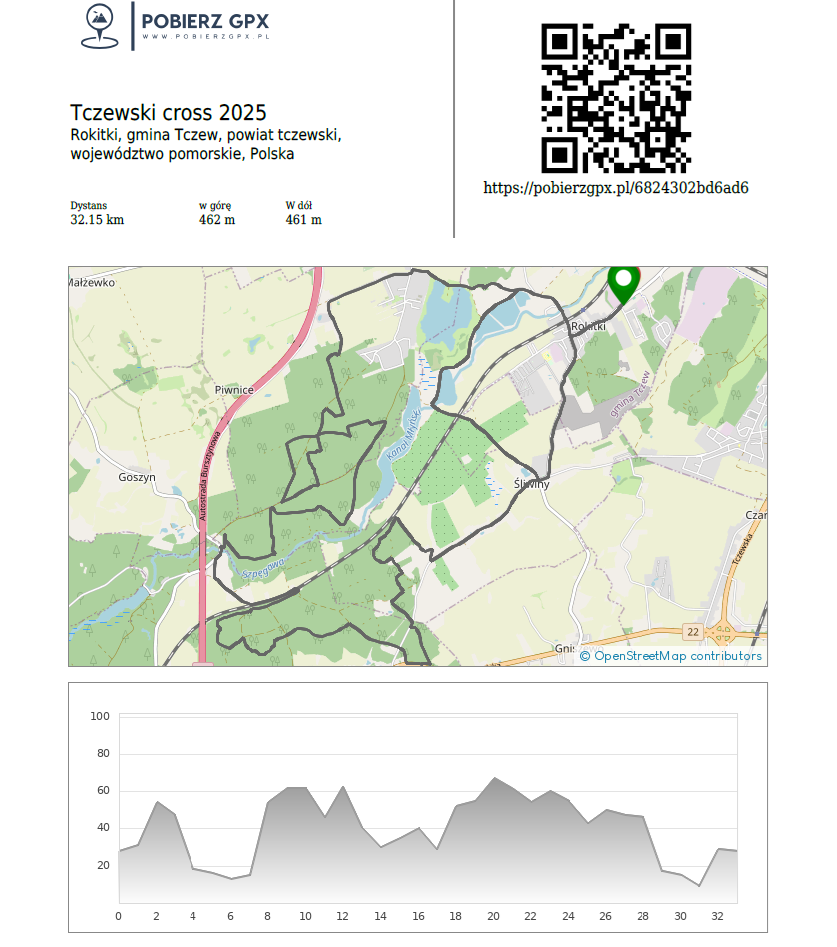 POBIERZ GPX
WWW.POBIERZGPX.PL
Tczewski cross 2025
Rokitki, gmina Tczew, powiat tczewski,
województwo pomorskie, Polska
Dystans
w górę
W dół
32.15 km
462 m
461 m
https://pobierzgpx.pl/6824302bd6ad6
Małżewko
Rokitki
Piwnice
gmina Tczew
Kanał Młyński
Autostrada Bursztynowa
Goszyn
Śliwiny
Czar
Tczewska
Szpęgawa
22
Gnis
© OpenStreetMap contributors
100
80
60
40
20
0 2 4 6 8 10 12 14 16 18 20 22 24 26 28 30 32